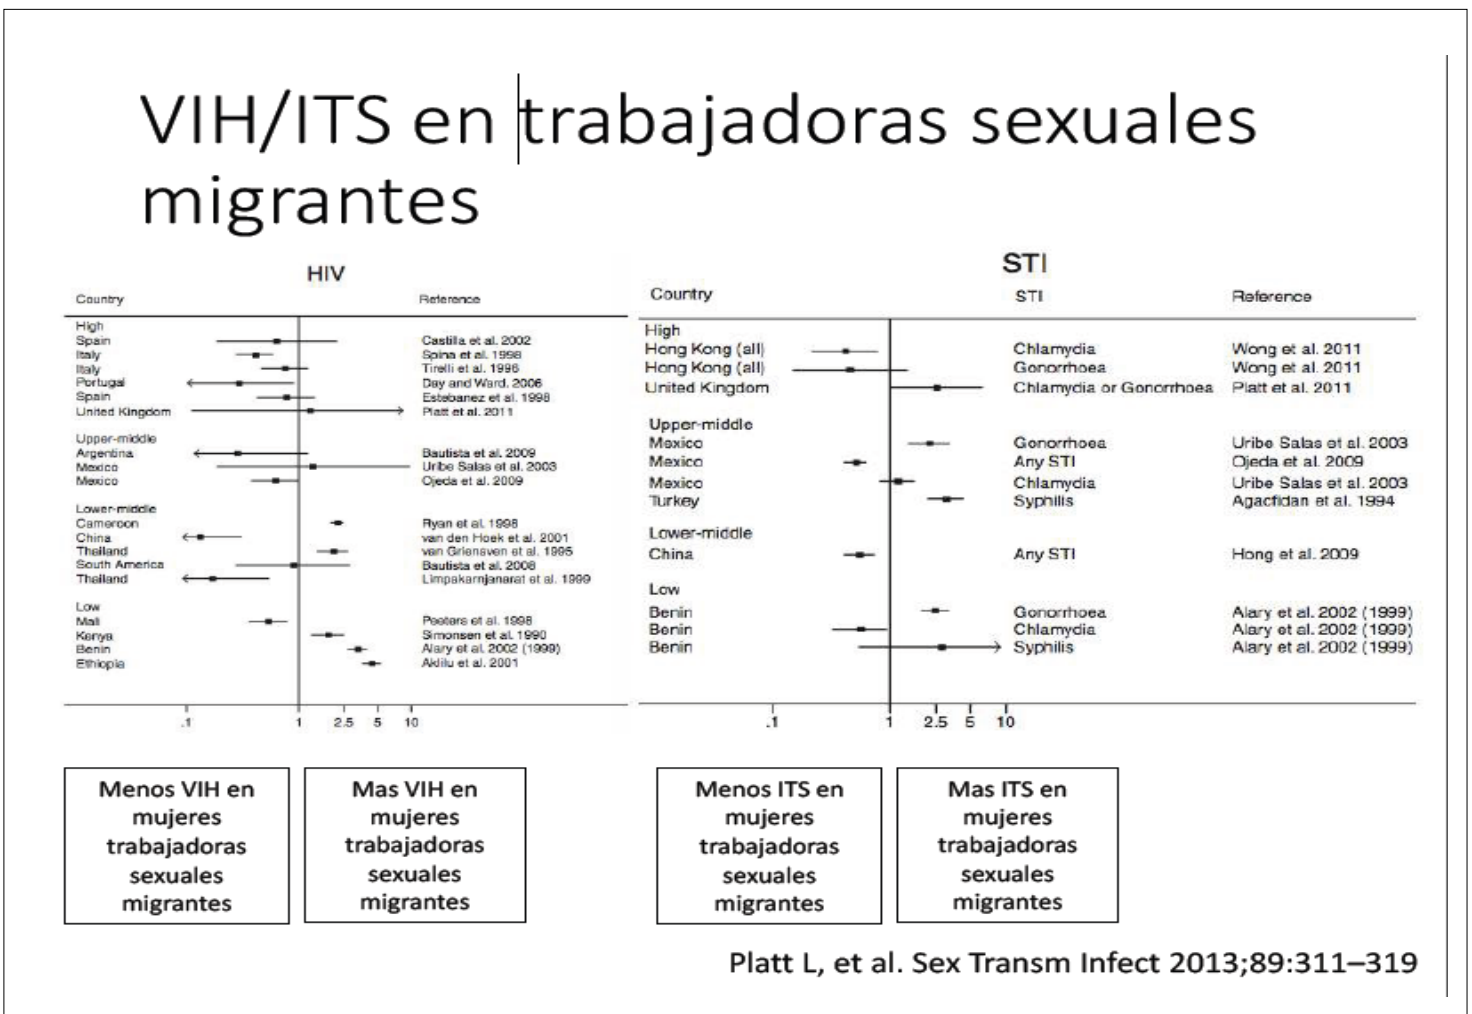 VIH/ITS en trabajadoras sexuales
migrantes
HIV
Country Reference
High
Spain Castilla et al. 2002
Italy Spina et al. 1998
Italy Tirelli et al. 1996
Portugal Day and Ward. 2006
Spain Estebanez et al. 1998
United Kingdom Platt et al. 2011
Upper-middle
Argentina Bautista et al. 2009
Mexico Uribe Salas et al. 2003
Mexico Ojeda et al. 2009
Lower-middle
Cameroon Ryan et al. 1998
China van den Hoek et al. 2001
Thailand van Griensven et al. 1995
South America Bautista et al. 2008
Thailand Limpakarnjanarat et al. 1999
Low
Mali Peeters et al. 1998
Kenya Simonsen et al. 1990
Benin Alary et al. 2002 (1999)
Ethiopia Aklilu et al. 2001
.1 1 2.5 5 10
STI
Country STI Reference
High
Hong Kong (all) Chlamydia Wong et al. 2011
Hong Kong (all) Gonorrhoea Wong et al. 2011
United Kingdom Chlamydia or Gonorrhoea Platt et al. 2011
Upper-middle
Mexico Gonorrhoea Uribe Salas et al. 2003
Mexico Any STI Ojeda et al. 2009
Mexico Chlamydia Uribe Salas et al. 2003
Turkey Syphilis Agacfidan et al. 1994
Lower-middle
China Any STI Hong et al. 2009
Low
Benin Gonorrhoea Alary et al. 2002 (1999)
Benin Chlamydia Alary et al. 2002 (1999)
Benin Syphilis Alary et al. 2002 (1999)
.1 1 2.5 5 10
Menos VIH en
mujeres
trabajadoras
sexuales
migrantes
Mas VIH en
mujeres
trabajadoras
sexuales
migrantes
Menos ITS en
mujeres
trabajadoras
sexuales
migrantes
Mas ITS en
mujeres
trabajadoras
sexuales
migrantes
Platt L, et al. Sex Transm Infect 2013;89:311–319